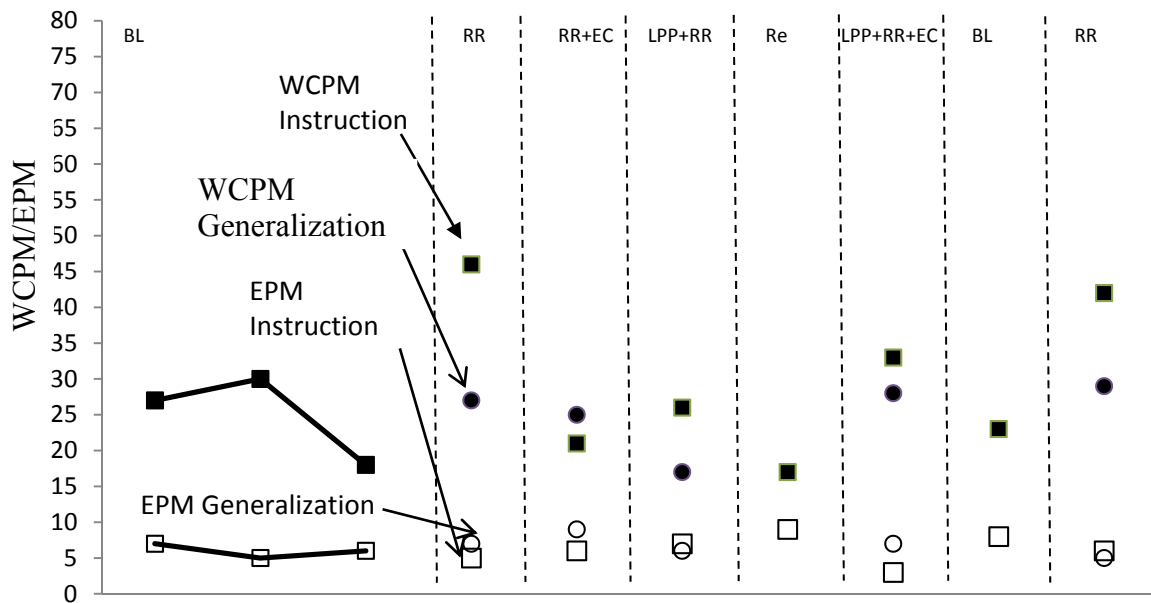 80
75
70
65
60
55
50
45
40
35
30
25
20
15
10
5
0
WCPM/EPM
BL
RR
RR+EC
LPP+RR
Re
LPP+RR+EC
BL
RR
WCPM
Instruction
WCPM
Generalization
EPM
Instruction
EPM Generalization